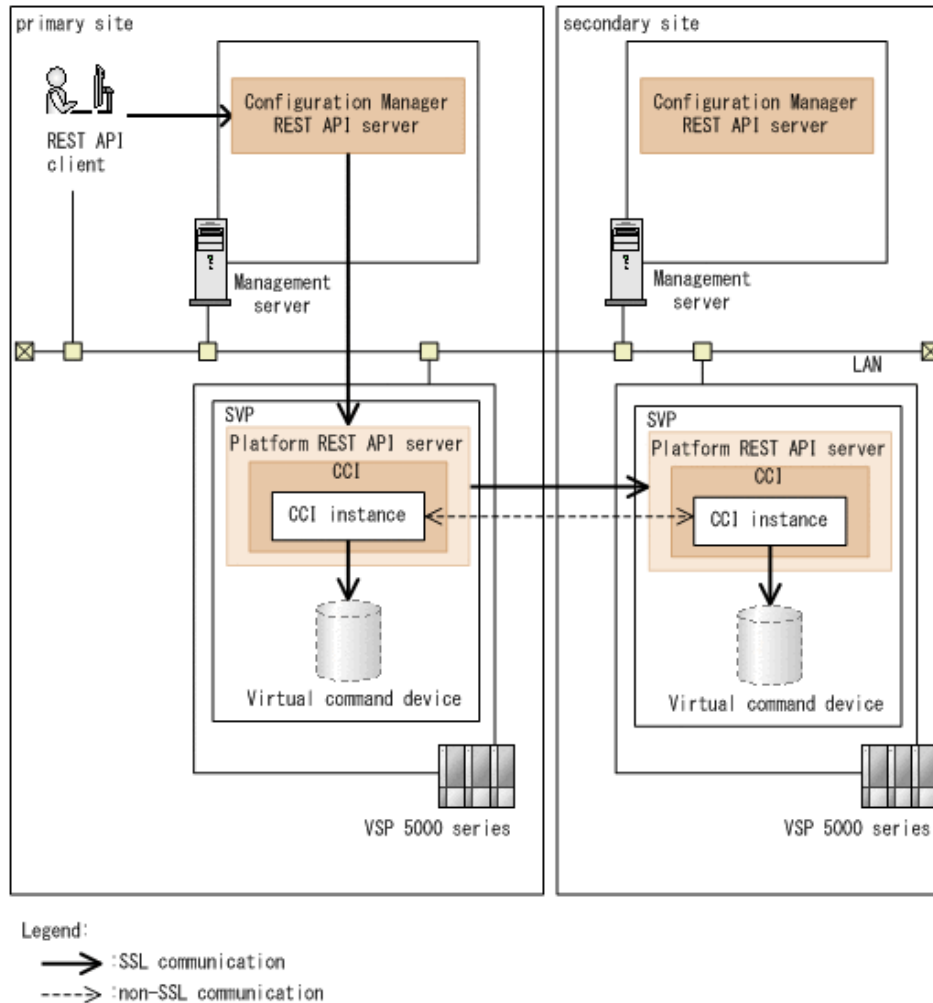 primary site
REST API
client
Configuration Manager
REST API server
Management
server
SVP
Platform REST API server
CCI
CCI instance
Virtual command device
VSP 5000 series
secondary site
Configuration Manager
REST API server
Management
server
LAN
SVP
Platform REST API server
CCI
CCI instance
Virtual command device
VSP 5000 series
Legend:
:SSL communication
:non-SSL communication